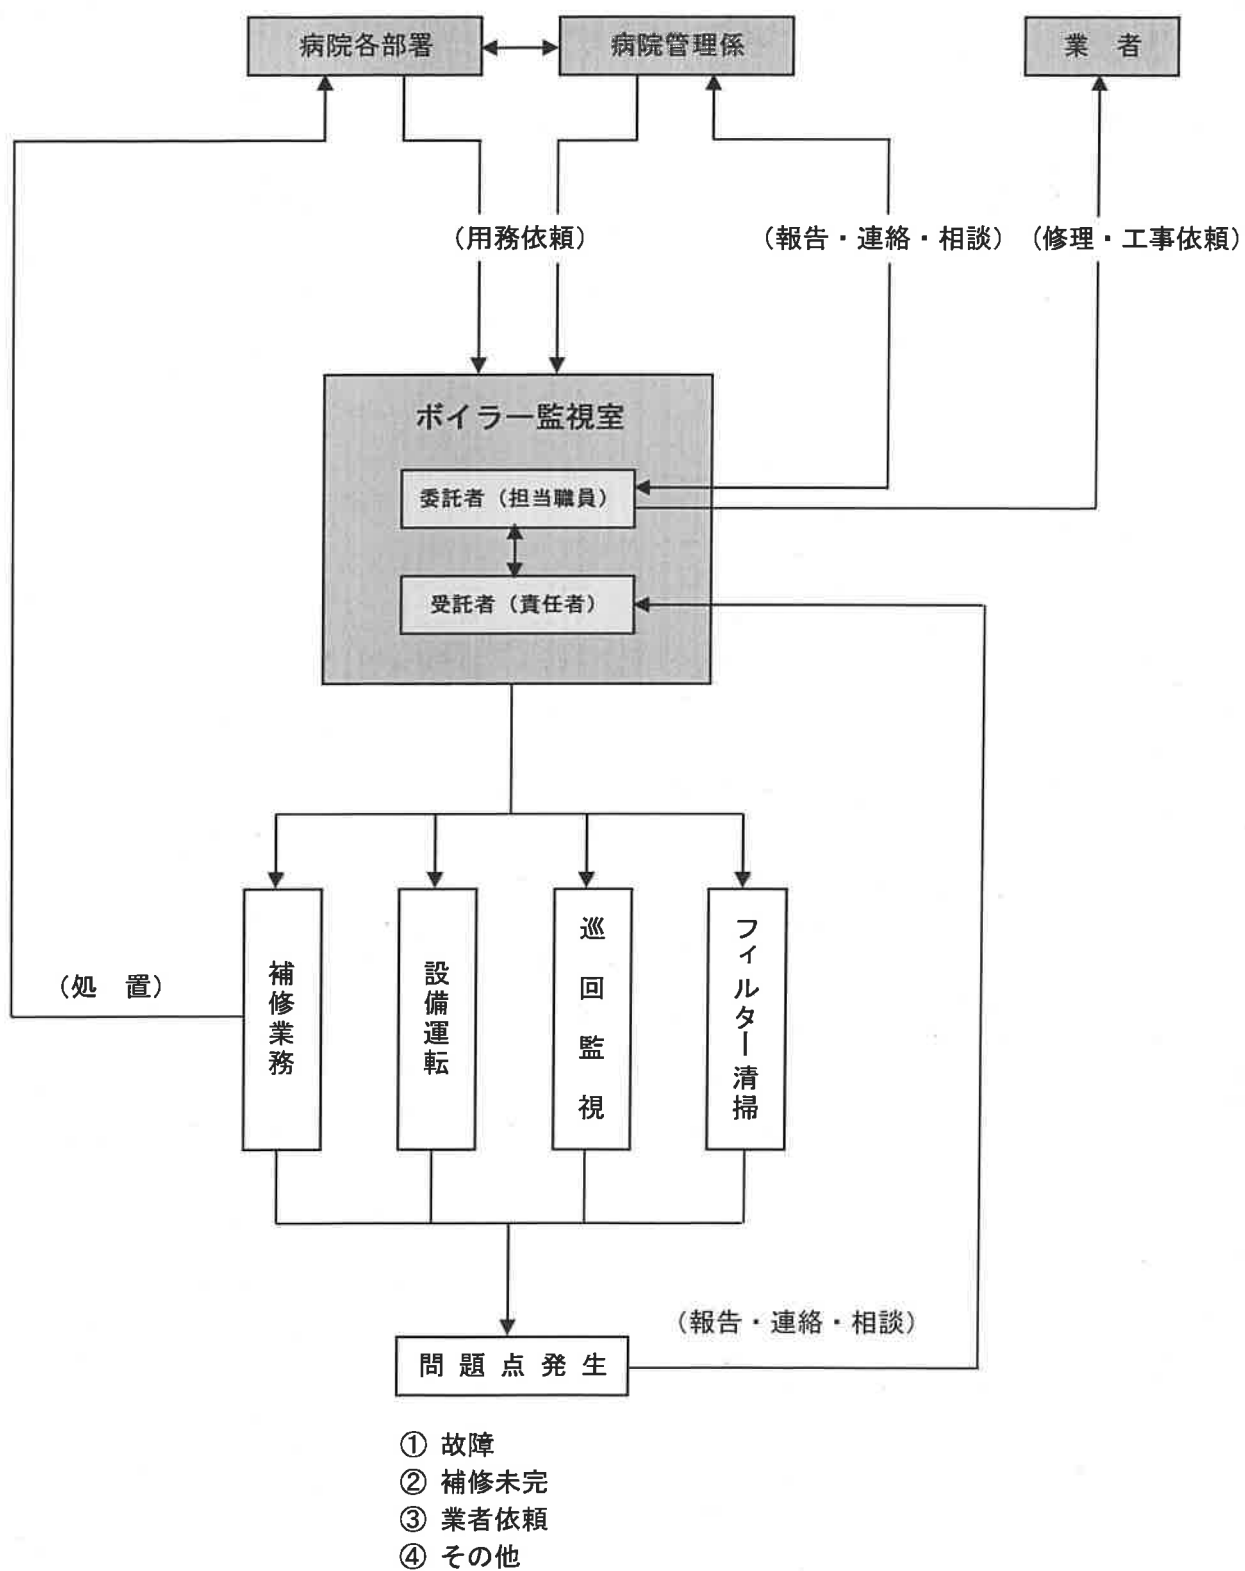 病院各部署
病院管理係
業　者
（用務依頼）
（報告・連絡・相談）
（修理・工事依頼）
ボイラー監視室
委託者（担当職員）
受託者（責任者）
（処　置）
補修業務
設備運転
巡回監視
フィルター清掃
（報告・連絡・相談）
問題点発生
① 故障
② 補修未完
③ 業者依頼
④ その他